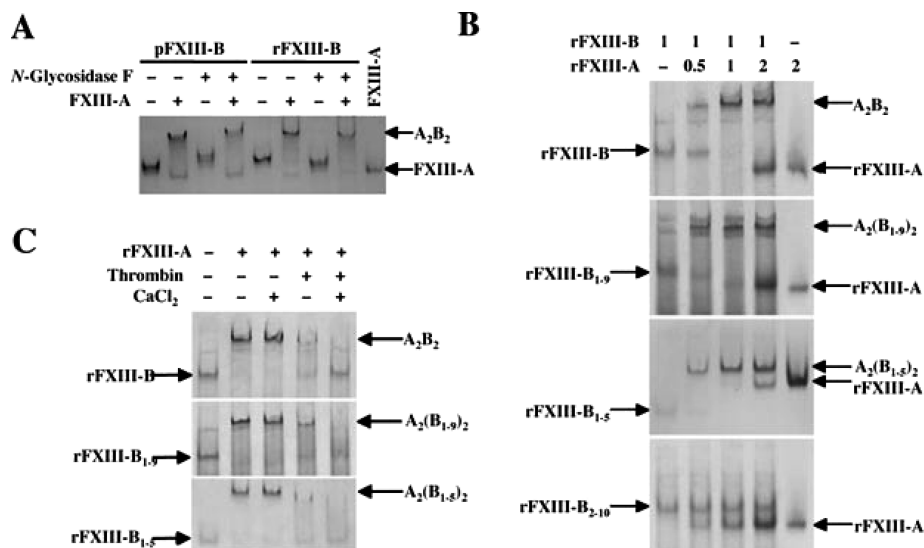 A
pFXIII-B rFXIII-B FXIII-A
N-Glycosidase F – – + + – – + +
FXIII-A – + – + – + – +
A₂B₂
FXIII-A
B
rFXIII-B 1 1 1 1 –
rFXIII-A – 0.5 1 2 2
A₂B₂
rFXIII-B
rFXIII-A
A₂(B₁₋₉)₂
rFXIII-B₁₋₉
rFXIII-A
A₂(B₁₋₅)₂
rFXIII-A
rFXIII-B₁₋₅
rFXIII-B₂₋₁₀
rFXIII-A
C
rFXIII-A – + + + +
Thrombin – – – + +
CaCl₂ – – + – +
A₂B₂
rFXIII-B
A₂(B₁₋₉)₂
rFXIII-B₁₋₉
A₂(B₁₋₅)₂
rFXIII-B₁₋₅